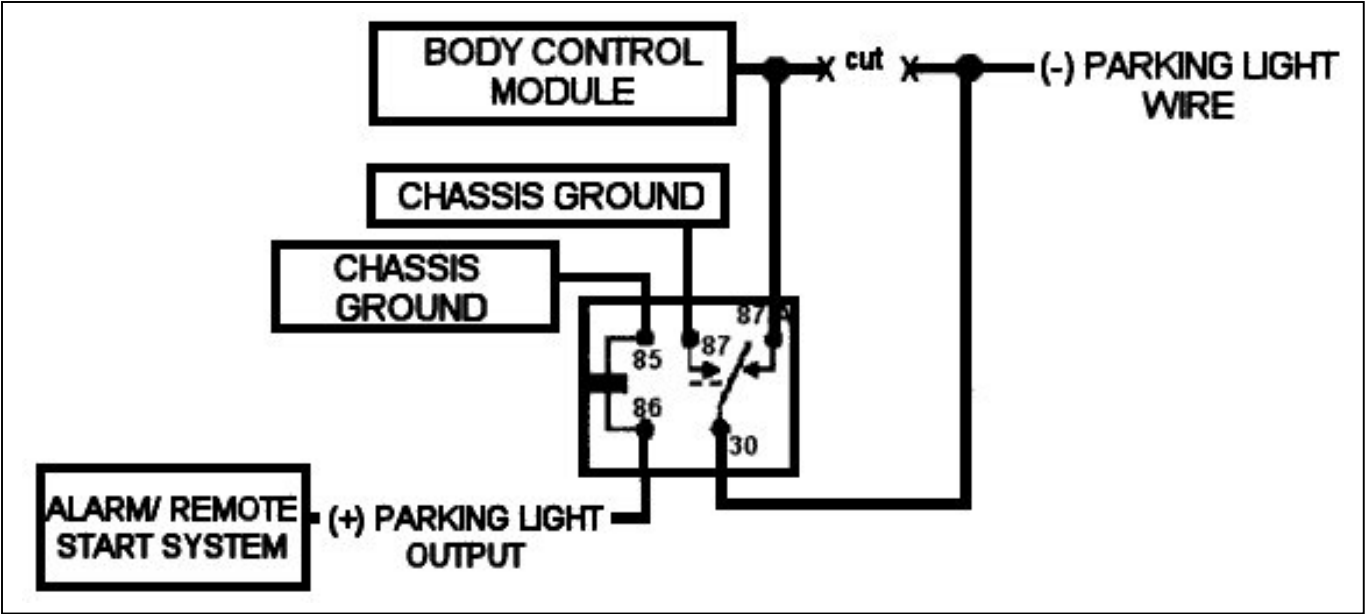 BODY CONTROL
MODULE
cut
(-) PARKING LIGHT
WIRE
CHASSIS GROUND
CHASSIS
GROUND
87A
87
85
86
30
ALARM/ REMOTE
START SYSTEM
(+) PARKING LIGHT
OUTPUT